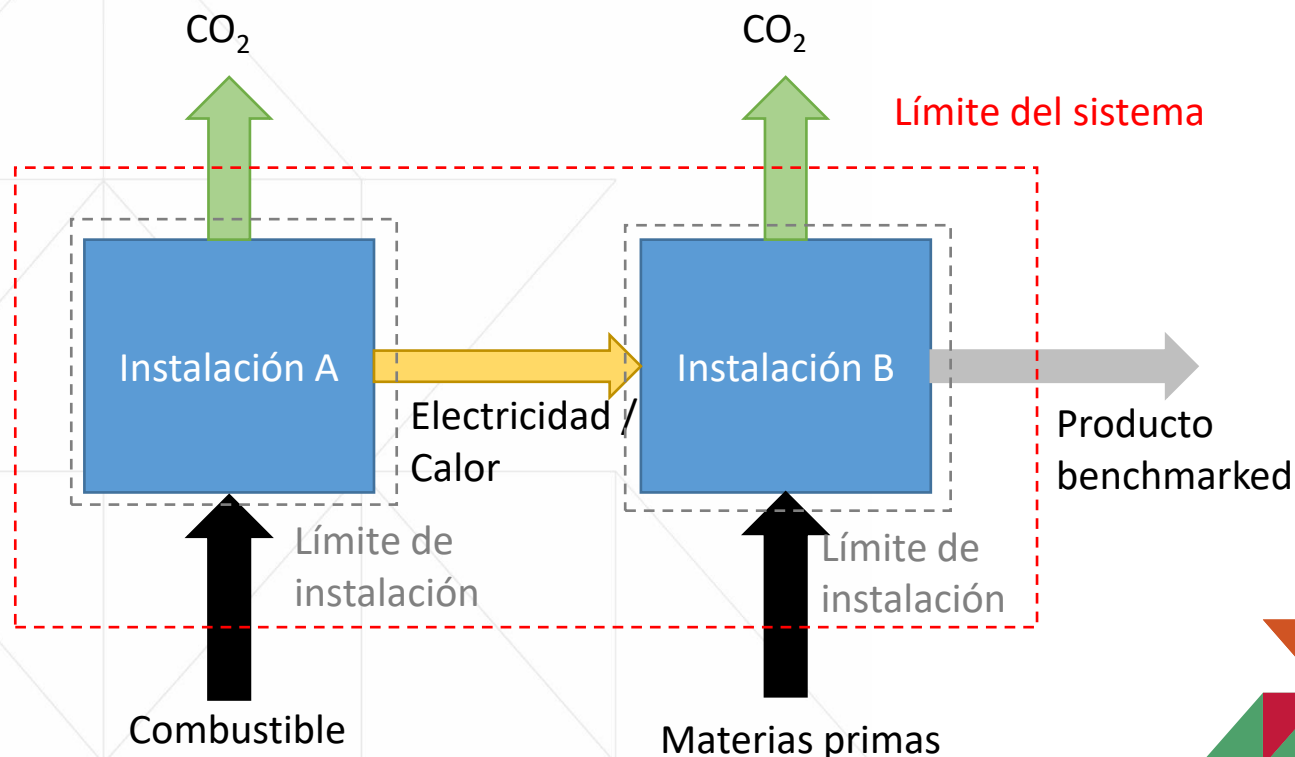 CO₂
CO₂
Límite del sistema
Instalación A
Instalación B
Electricidad /
Calor
Producto
benchmarked
Límite de
instalación
Límite de
instalación
Combustible
Materias primas